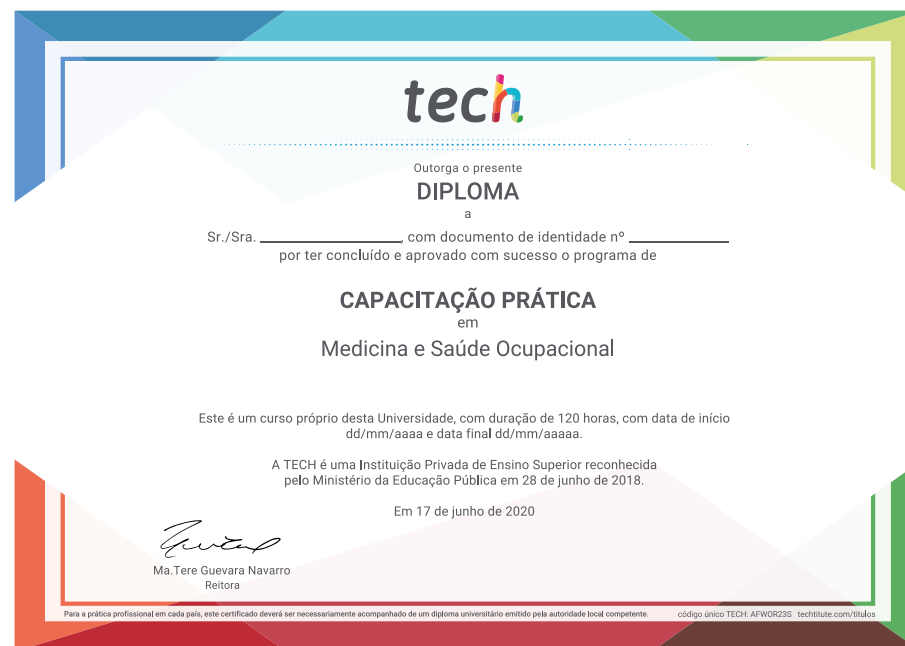 tech
Outorga o presente
DIPLOMA
a
Sr./Sra. ________________, com documento de identidade nº ___________
por ter concluído e aprovado com sucesso o programa de
CAPACITAÇÃO PRÁTICA
em
Medicina e Saúde Ocupacional
Este é um curso próprio desta Universidade, com duração de 120 horas, com data de início
dd/mm/aaaa e data final dd/mm/aaaaa.
A TECH é uma Instituição Privada de Ensino Superior reconhecida
pelo Ministério da Educação Pública em 28 de junho de 2018.
Em 17 de junho de 2020
Ma.Tere Guevara Navarro
Reitora
Para a prática profissional em cada país, este certificado deverá ser necessariamente acompanhado de um diploma universitário emitido pela autoridade local competente. código único TECH: AFWOR23S techtitute.com/titulos